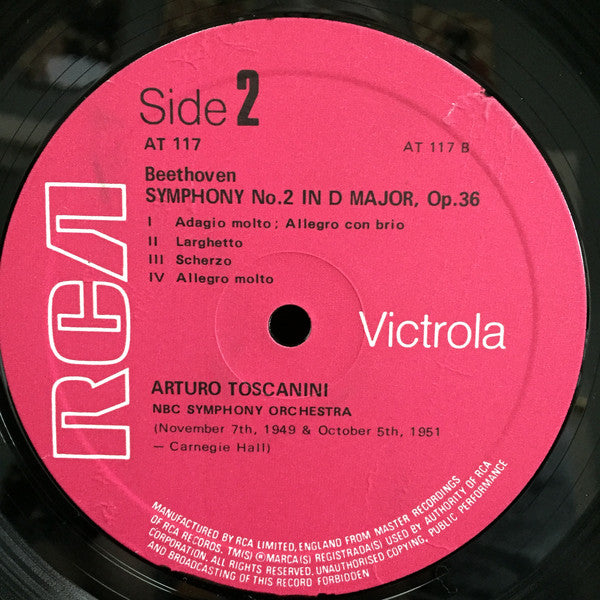 Side 2
AT 117
AT 117 B
Beethoven
SYMPHONY No.2 IN D MAJOR, Op.36
I Adagio molto; Allegro con brio
II Larghetto
III Scherzo
IV Allegro molto
RCA
Victrola
ARTURO TOSCANINI
NBC SYMPHONY ORCHESTRA
(November 7th, 1949 & October 5th, 1951
— Carnegie Hall)
MANUFACTURED BY RCA LIMITED, ENGLAND FROM MASTER RECORDINGS
OF RCA RECORDS. TM(S) ® MARCA(S) REGISTRADA(S) USED BY AUTHORITY OF RCA
CORPORATION. ALL RIGHTS RESERVED. UNAUTHORISED COPYING, PUBLIC PERFORMANCE
AND BROADCASTING OF THIS RECORD FORBIDDEN